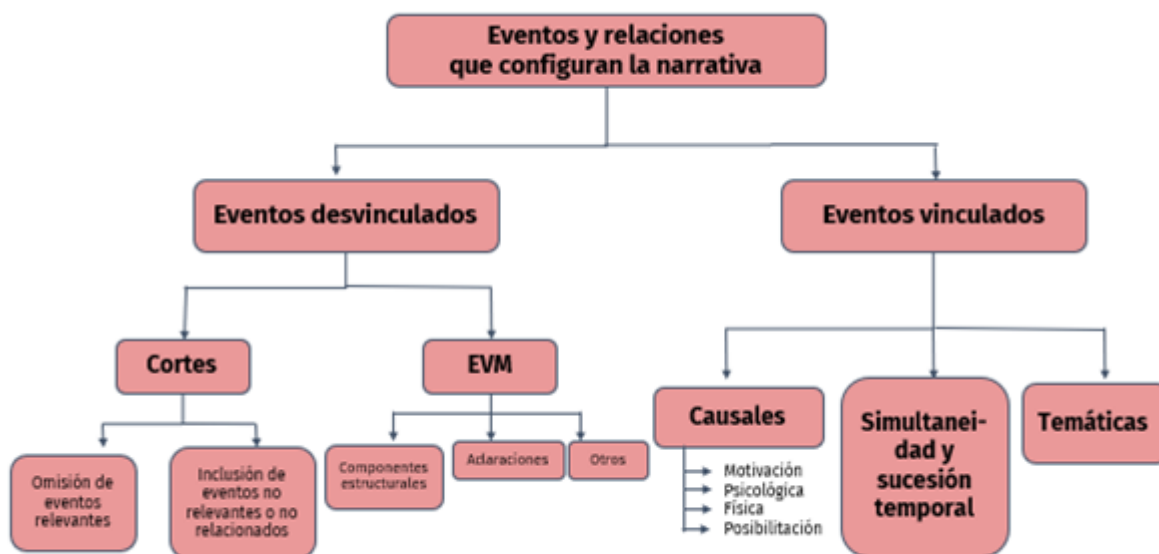 Eventos y relaciones
que configuran la narrativa
Eventos desvinculados
Eventos vinculados
Cortes
EVM
Causales
Simultanei-
dad y
sucesión
temporal
Temáticas
Omisión de
eventos
relevantes
Inclusión de
eventos no
relevantes o no
relacionados
Componentes
estructurales
Aclaraciones
Otros
Motivación
Psicológica
Física
Posibilitación